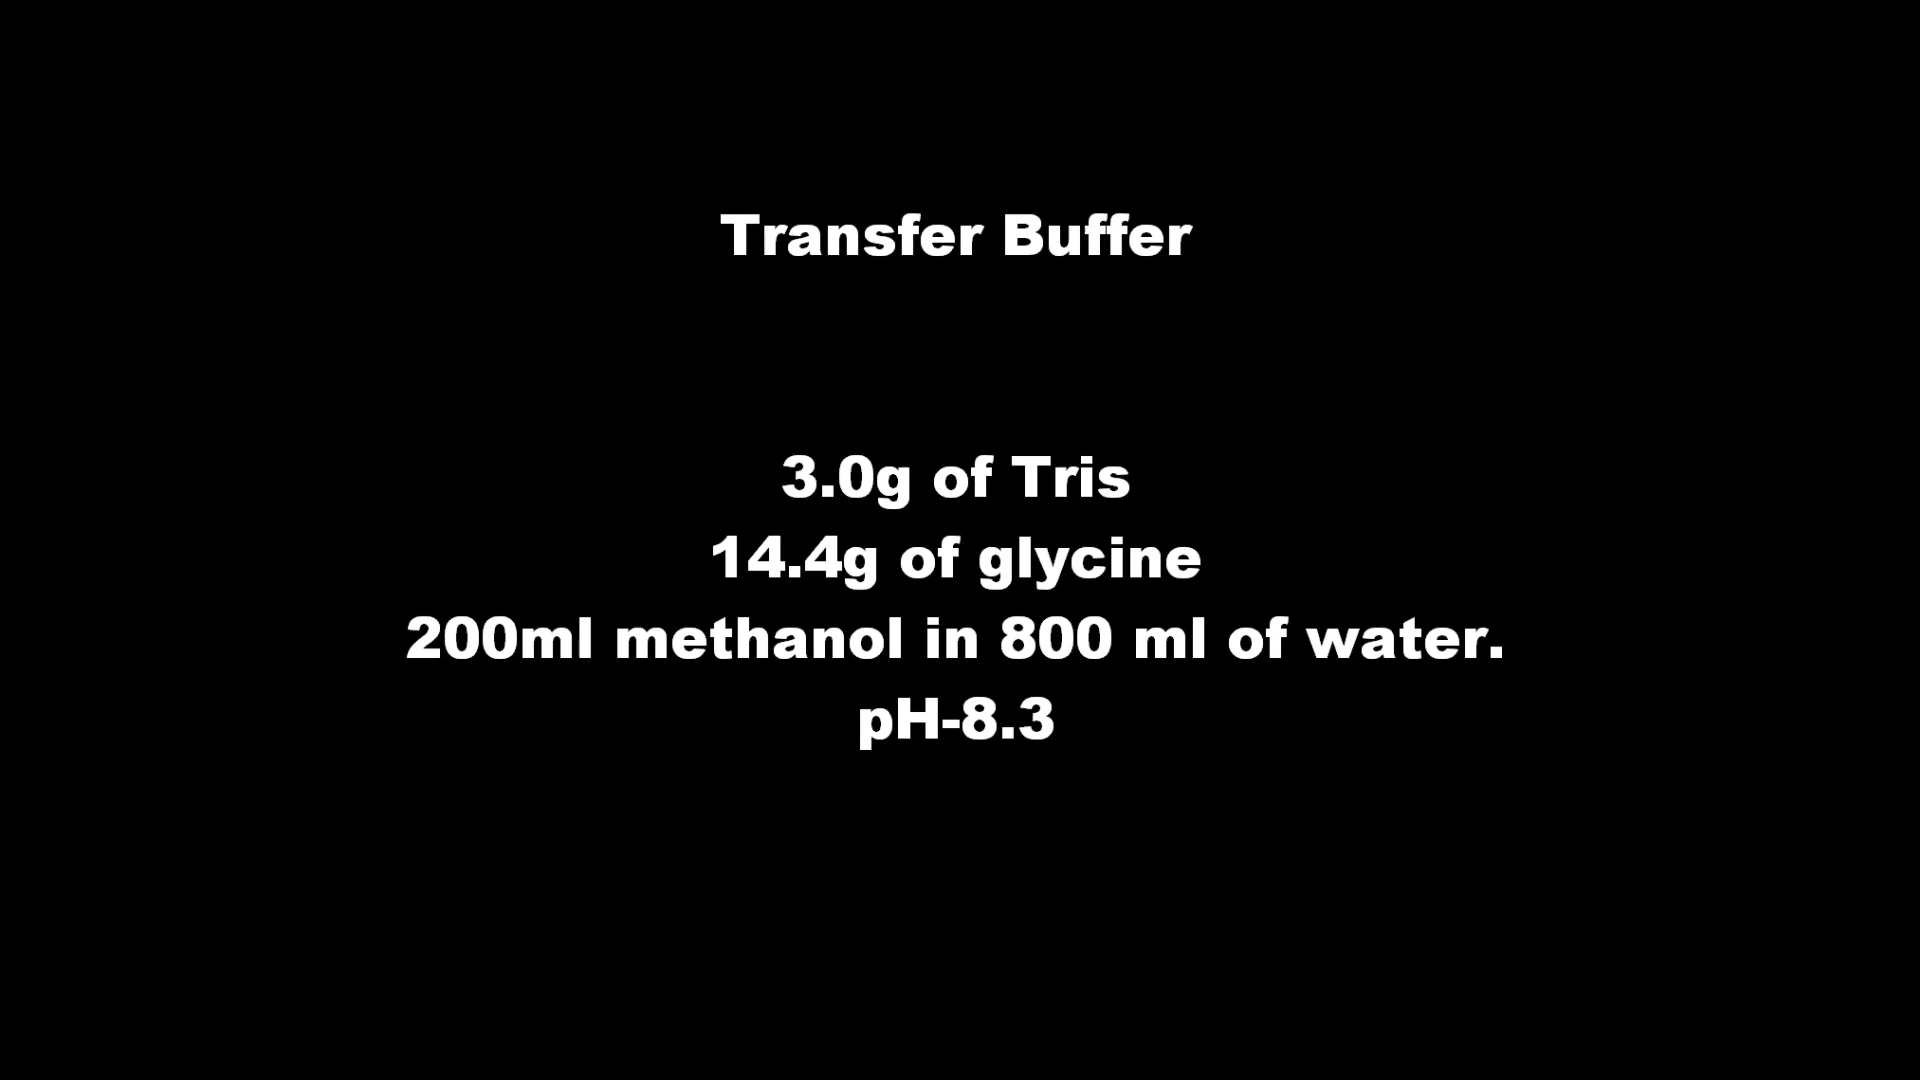 Transfer Buffer
3.0g of Tris
14.4g of glycine
200ml methanol in 800 ml of water.
pH-8.3